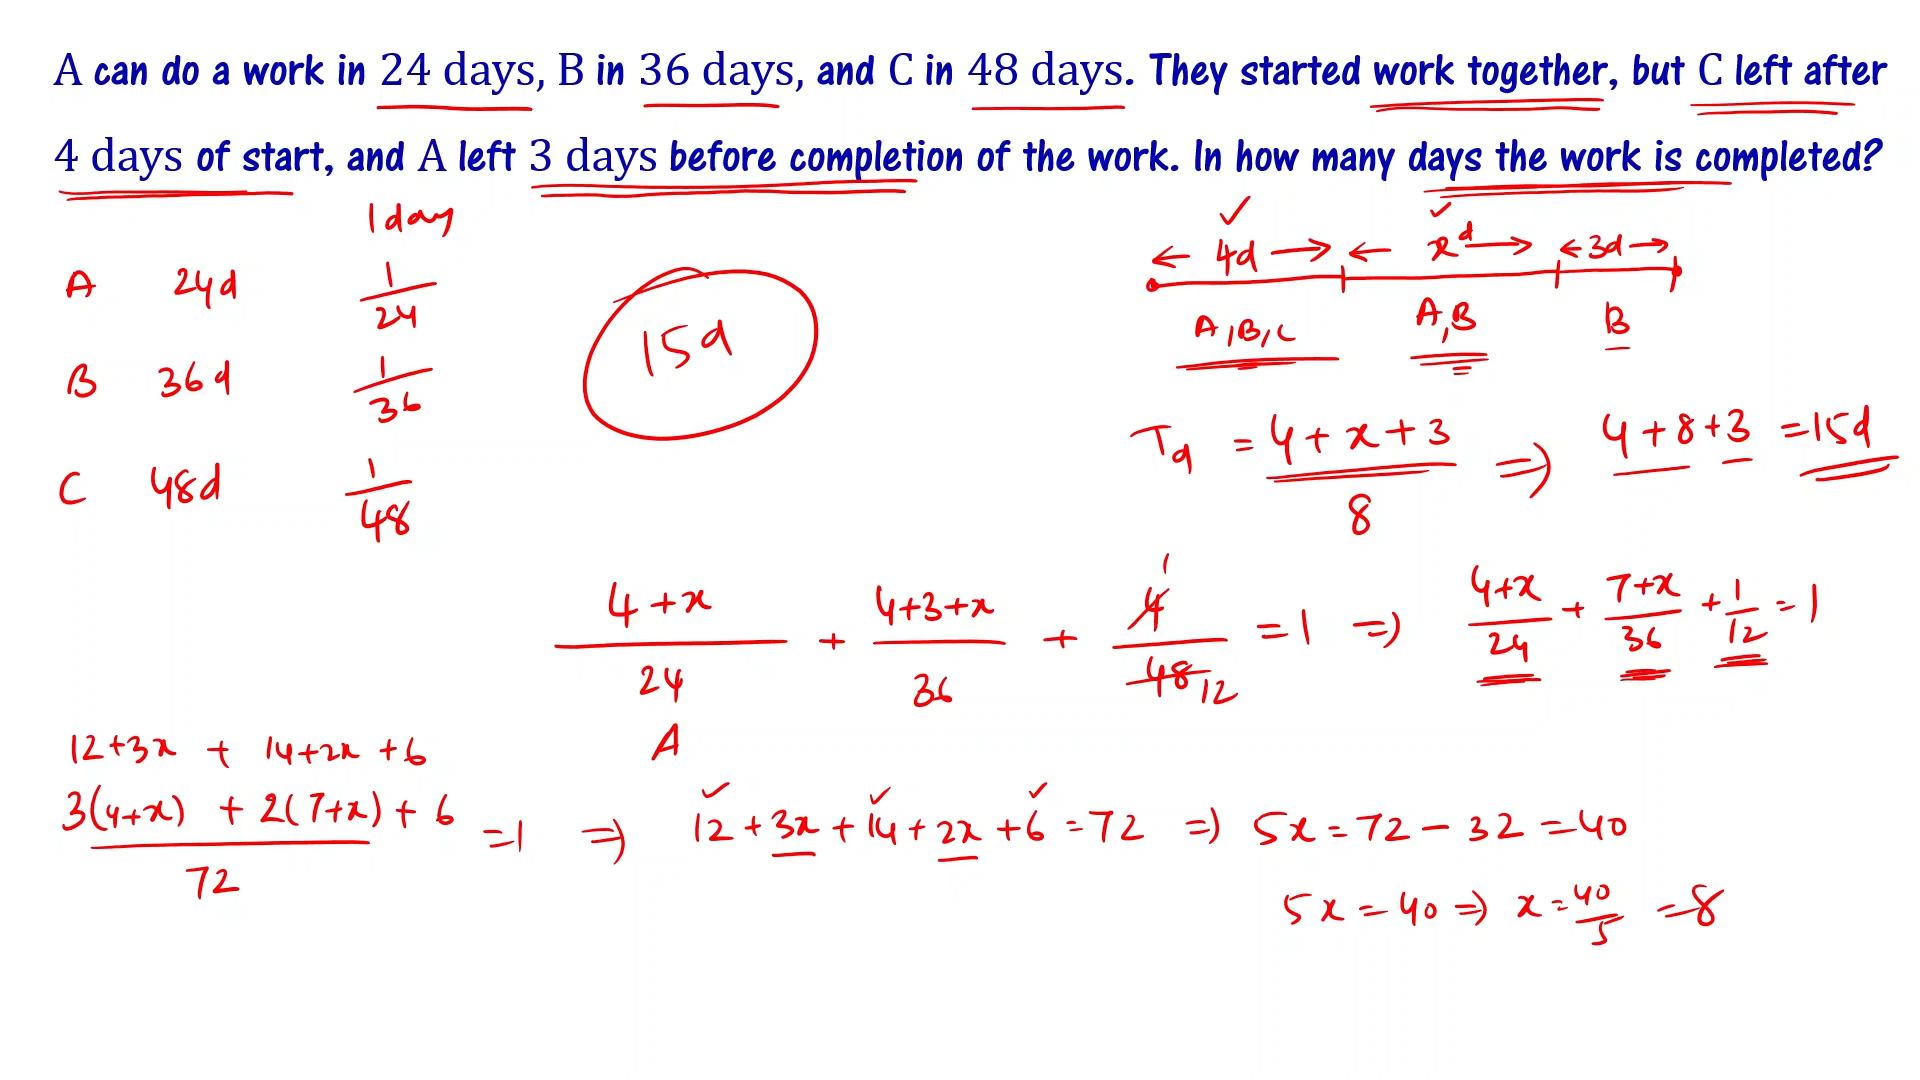 A can do a work in 24 days, B in 36 days, and C in 48 days. They started work together, but C left after
4 days of start, and A left 3 days before completion of the work. In how many days the work is completed?
1 day
A 24d 1/24
B 36d 1/36
C 48d 1/48
15d
← 4d → ← x d → ← 3d →
A,B,C A,B B
Td = 4+x+3 ⇒ 4+8+3 = 15d
8
4+x/24 + 4+3+x/36 + 4/48 = 1 ⇒ 4+x/24 + 7+x/36 + 1/12 = 1
1
12
A
12+3x + 14+2x +6
3(4+x) + 2(7+x) + 6/72 = 1 ⇒ 12+3x+14+2x+6=72 ⇒ 5x=72-32=40
5x=40 ⇒ x=40/5 =8